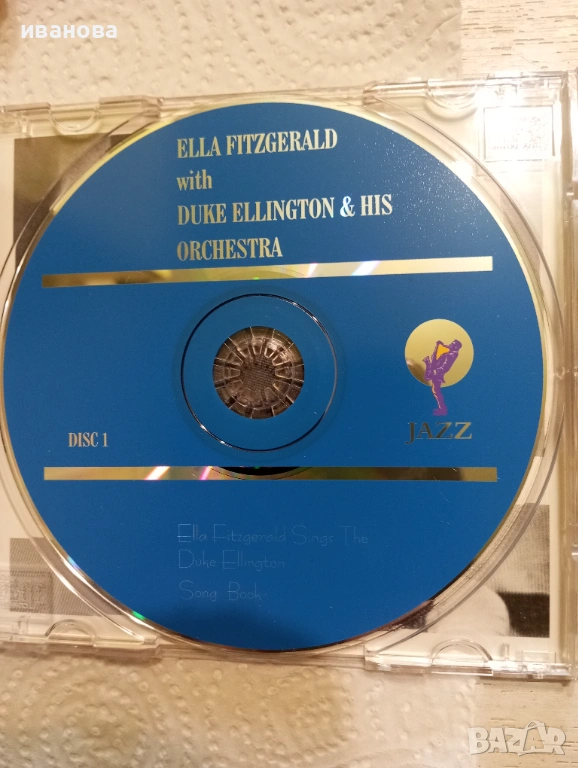 иванова
ELLA FITZGERALD
with
DUKE ELLINGTON & HIS
ORCHESTRA
JAZZ
DISC 1
Ella Fitzgerald Sings The
Duke Ellington
Song Book
BAZAR